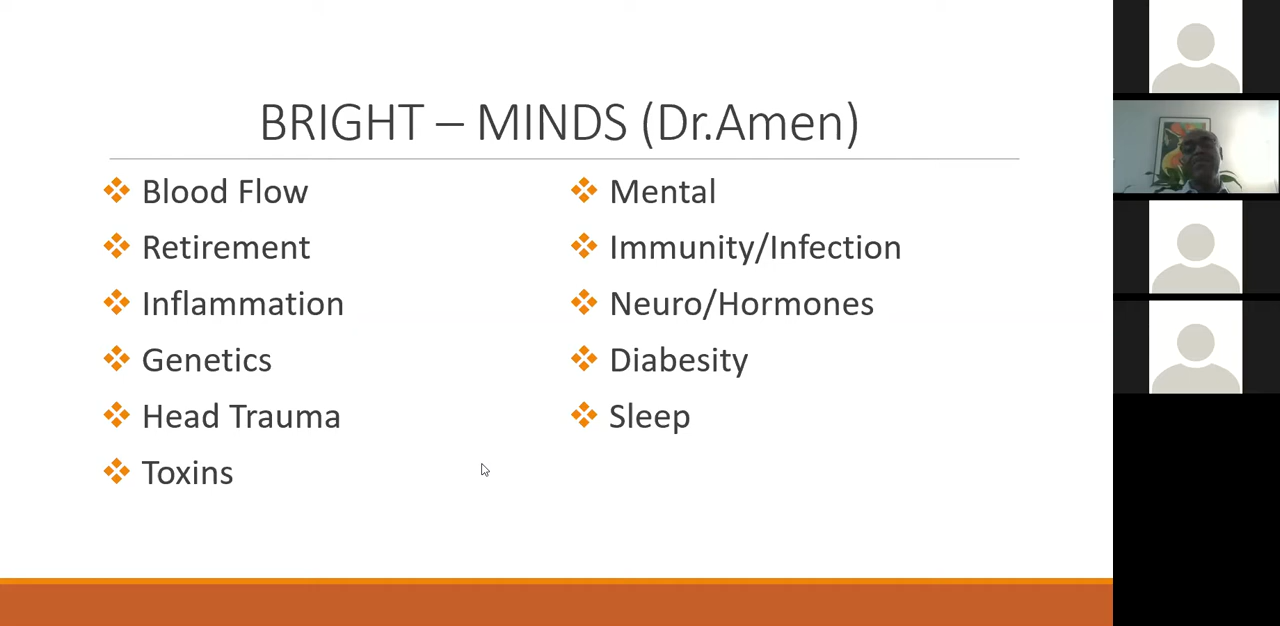 BRIGHT – MINDS (Dr.Amen)
Blood Flow
Retirement
Inflammation
Genetics
Head Trauma
Toxins
Mental
Immunity/Infection
Neuro/Hormones
Diabesity
Sleep